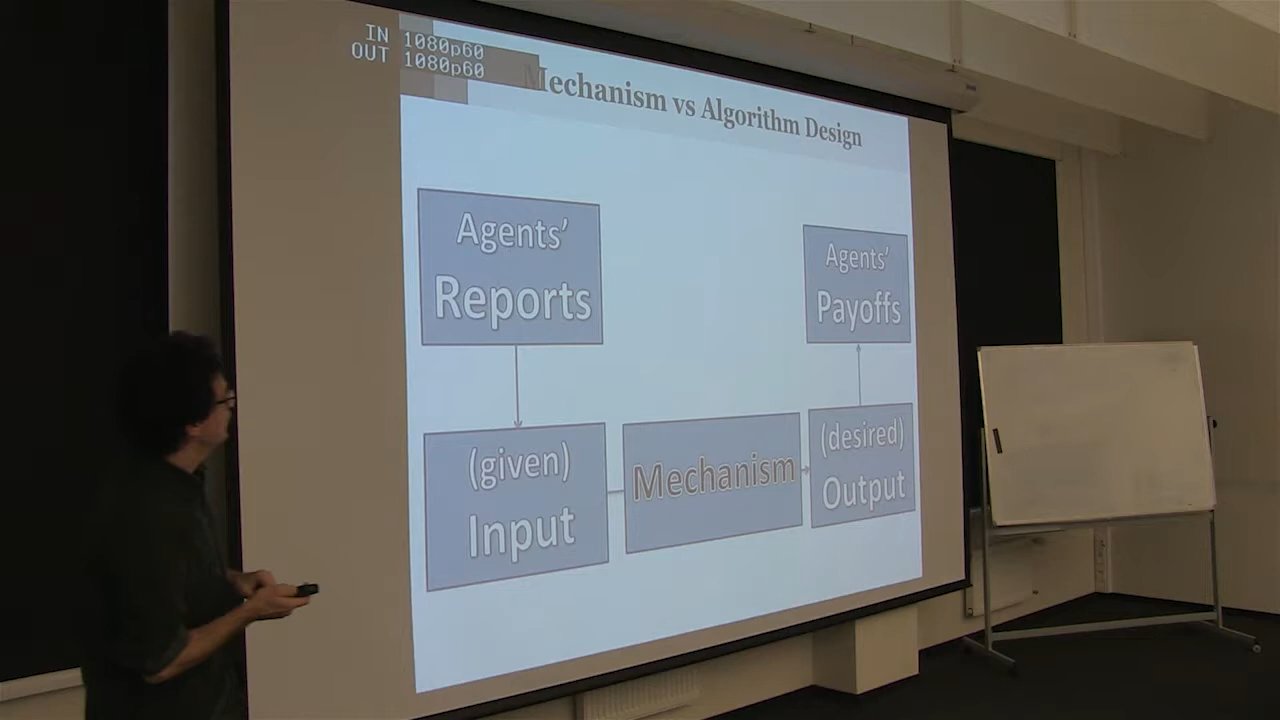 IN 1080p60
OUT 1080p60
Mechanism vs Algorithm Design
Agents’
Reports
Agents’
Payoffs
(given)
Input
Mechanism
(desired)
Output